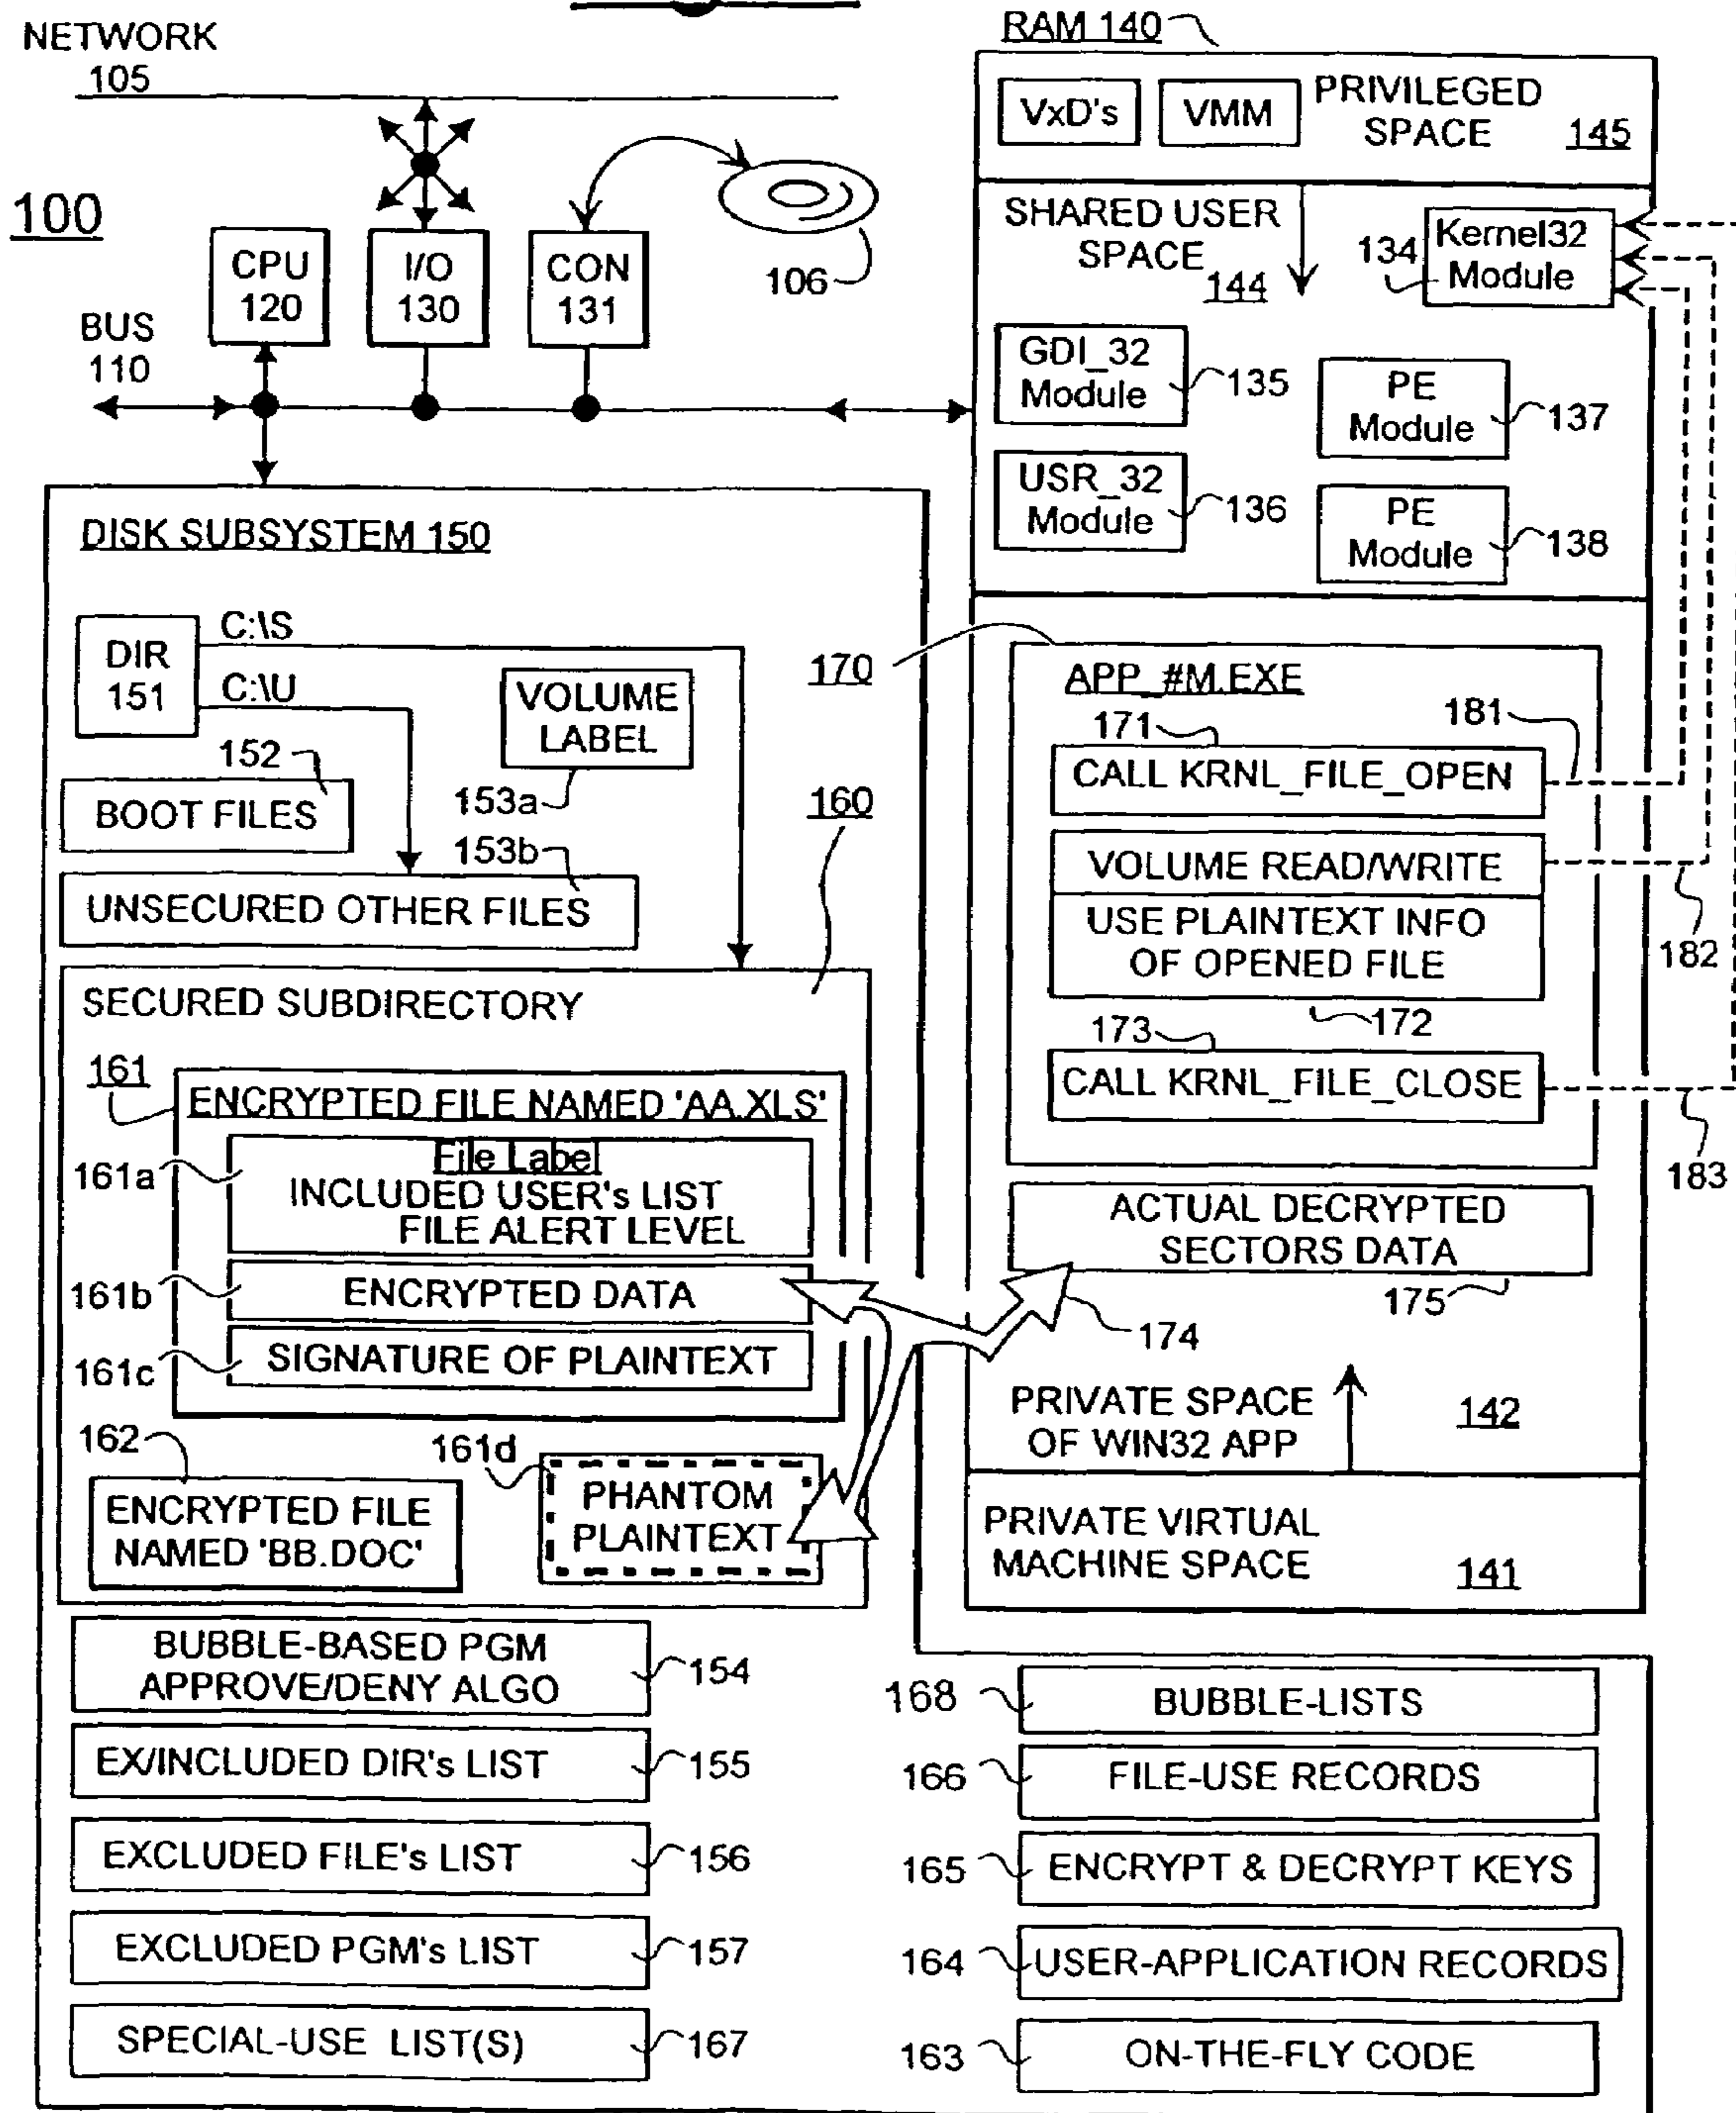 NETWORK
105
100
CPU
120
I/O
130
CON
131
106
BUS
110
RAM 140
VxD's
VMM
PRIVILEGED
SPACE
145
SHARED USER
SPACE
144
134
Kernel32
Module
GDI_32
Module
135
PE
Module
137
USR_32
Module
136
PE
Module
138
DISK SUBSYSTEM 150
DIR
151
C:\S
C:\U
VOLUME
LABEL
153a
152
BOOT FILES
153b
UNSECURED OTHER FILES
160
SECURED SUBDIRECTORY
161
ENCRYPTED FILE NAMED 'AA.XLS'
161a
File Label
INCLUDED USER's LIST
FILE ALERT LEVEL
161b
ENCRYPTED DATA
161c
SIGNATURE OF PLAINTEXT
162
ENCRYPTED FILE
NAMED 'BB.DOC'
161d
PHANTOM
PLAINTEXT
170
APP_#M.EXE
171
181
CALL KRNL_FILE_OPEN
VOLUME READ/WRITE
182
USE PLAINTEXT INFO
OF OPENED FILE
172
173
CALL KRNL_FILE_CLOSE
183
ACTUAL DECRYPTED
SECTORS DATA
175
174
PRIVATE SPACE
OF WIN32 APP
142
PRIVATE VIRTUAL
MACHINE SPACE
141
BUBBLE-BASED PGM
APPROVE/DENY ALGO
154
EX/INCLUDED DIR's LIST
155
EXCLUDED FILE's LIST
156
EXCLUDED PGM's LIST
157
SPECIAL-USE LIST(S)
167
168
BUBBLE-LISTS
166
FILE-USE RECORDS
165
ENCRYPT & DECRYPT KEYS
164
USER-APPLICATION RECORDS
163
ON-THE-FLY CODE